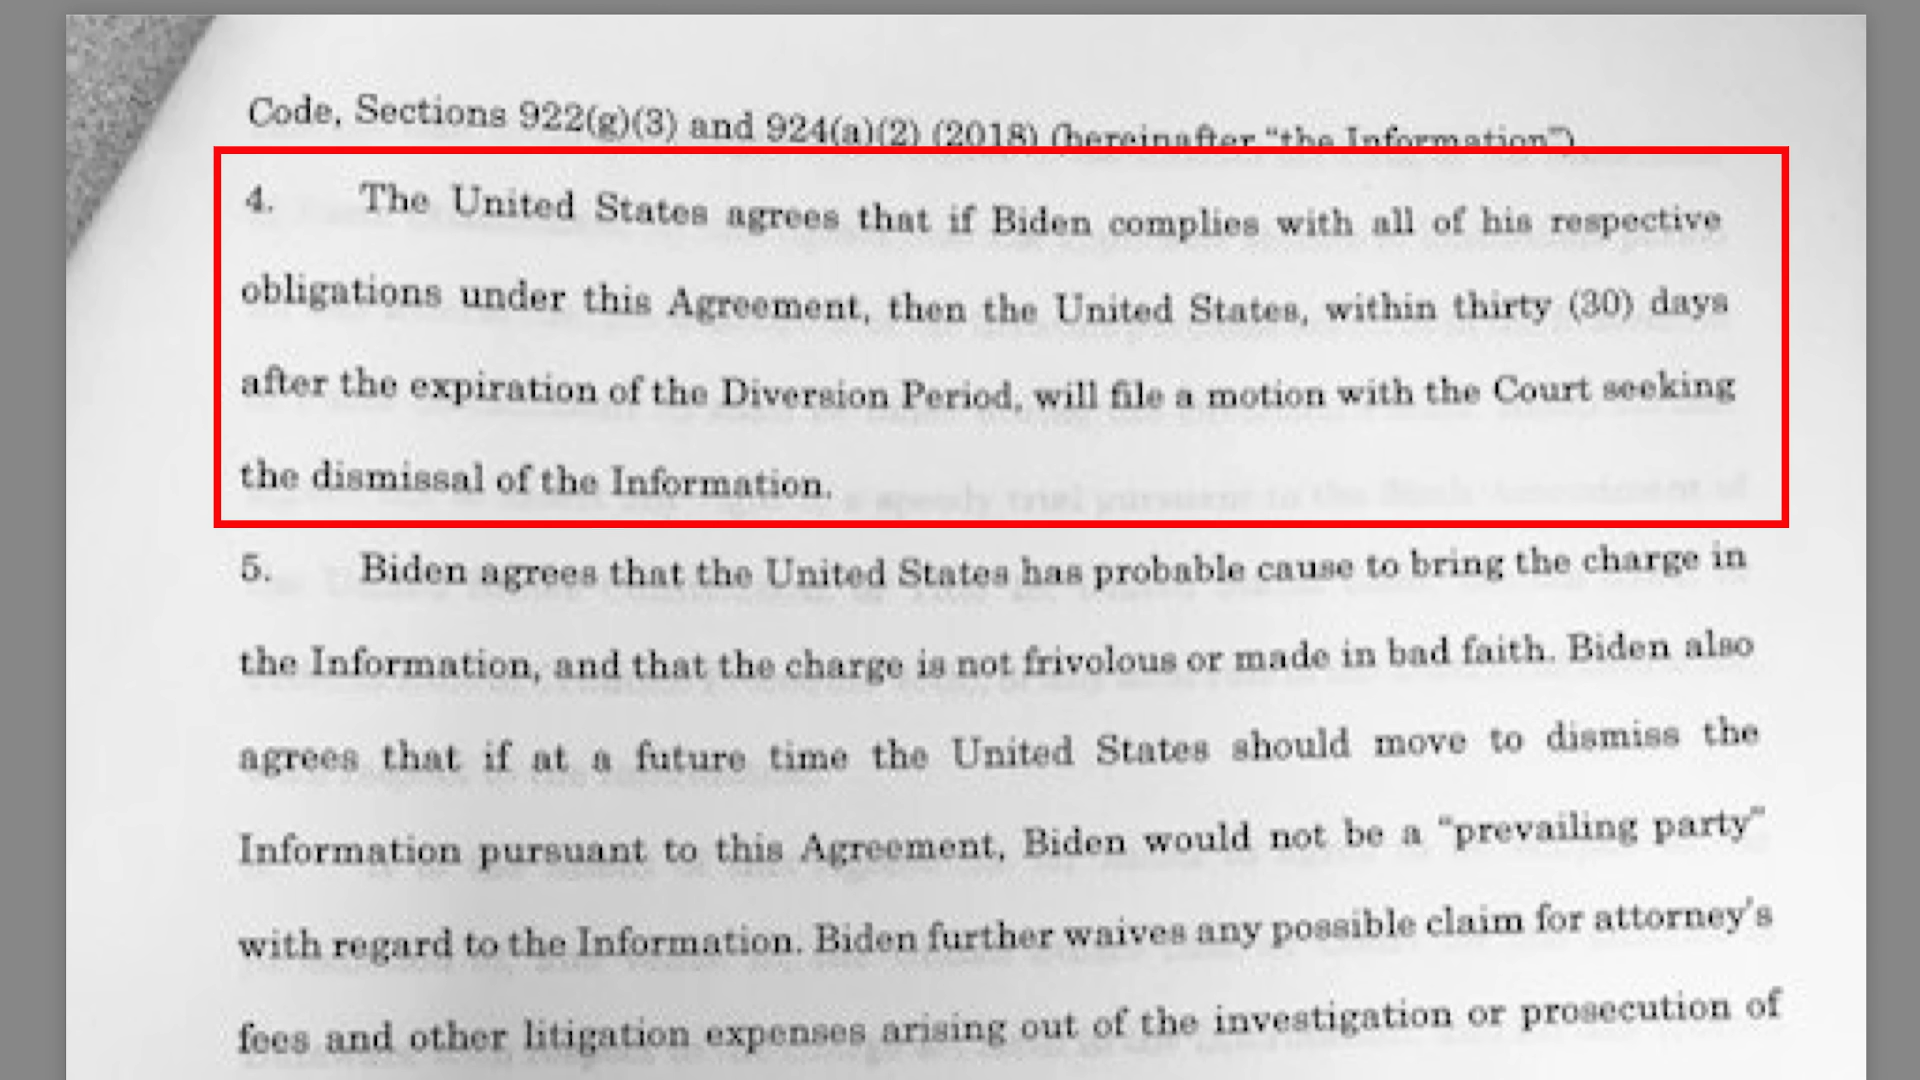 Code, Sections 922(g)(3) and 924(a)(2) (2018) (hereinafter “the Information”)
4. The United States agrees that if Biden complies with all of his respective
obligations under this Agreement, then the United States, within thirty (30) days
after the expiration of the Diversion Period, will file a motion with the Court seeking
the dismissal of the Information.
5. Biden agrees that the United States has probable cause to bring the charge in
the Information, and that the charge is not frivolous or made in bad faith. Biden also
agrees that if at a future time the United States should move to dismiss the
Information pursuant to this Agreement, Biden would not be a “prevailing party”
with regard to the Information. Biden further waives any possible claim for attorney’s
fees and other litigation expenses arising out of the investigation or prosecution of